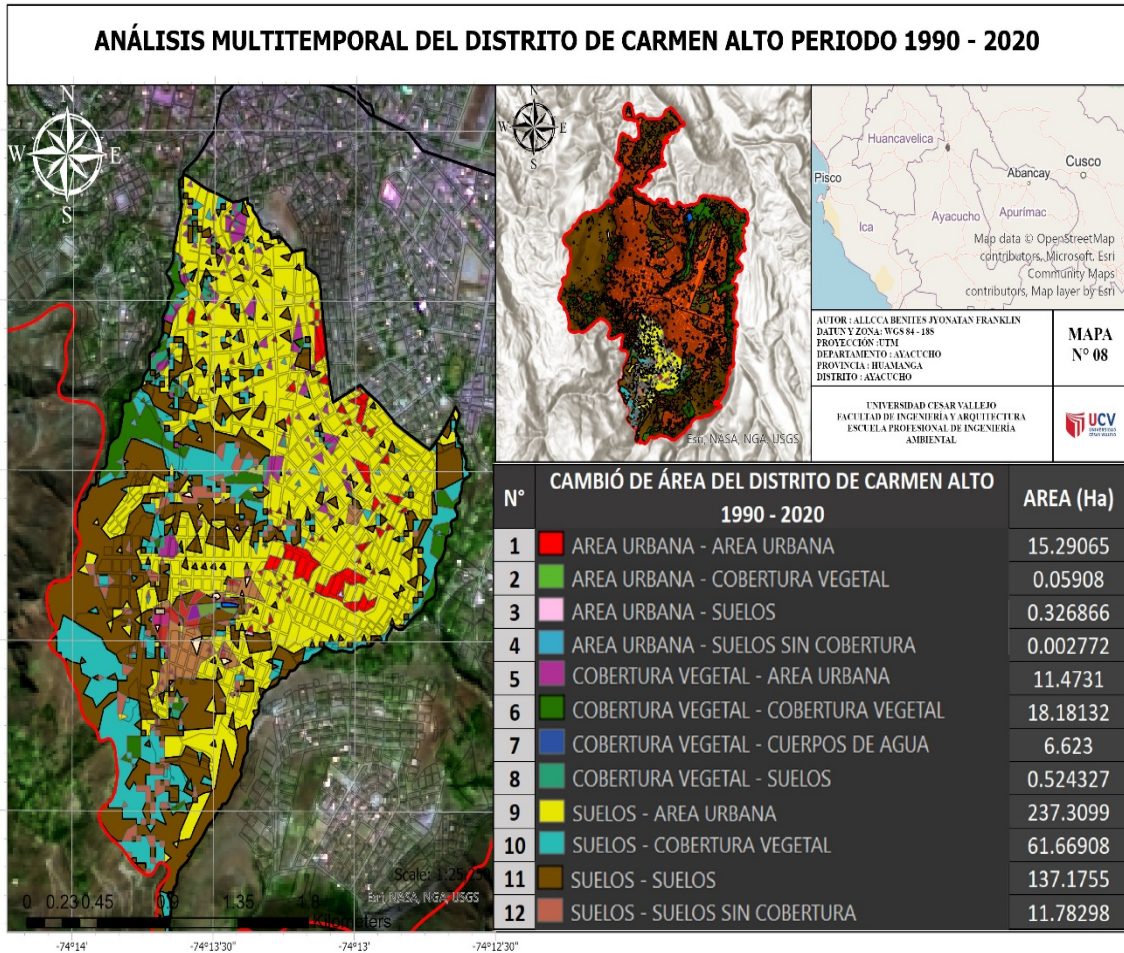 ANÁLISIS MULTITEMPORAL DEL DISTRITO DE CARMEN ALTO PERIODO 1990 - 2020
N
W E
S
Scale: 1:25,250
Esri, NASA, NGA, USGS
0 0.23 0.45 0.9 1.35 1.8
Kilometers
-74°14' -74°13'30" -74°13' -74°12'30"
N
W E
S
Esri, NASA, NGA, USGS
Huancavelica
Pisco
Abancay
Cusco
Ayacucho
Apurímac
Ica
Map data © OpenStreetMap
contributors, Microsoft, Esri
Community Maps
contributors, Map layer by Esri
AUTOR : ALLCCA BENITES JYONATAN FRANKLIN
DATUN Y ZONA: WGS 84 - 18S
PROYECCIÓN :UTM
DEPARTAMENTO : AYACUCHO
PROVINCIA : HUAMANGA
DISTRITO : AYACUCHO
MAPA
N° 08
UNIVERSIDAD CESAR VALLEJO
FACULTAD DE INGENIERÍA Y ARQUITECTURA
ESCUELA PROFESIONAL DE INGENIERÍA
AMBIENTAL
UCV
UNIVERSIDAD
CÉSAR VALLEJO
N° CAMBIÓ DE ÁREA DEL DISTRITO DE CARMEN ALTO 1990 - 2020 AREA (Ha)
1 AREA URBANA - AREA URBANA 15.29065
2 AREA URBANA - COBERTURA VEGETAL 0.05908
3 AREA URBANA - SUELOS 0.326866
4 AREA URBANA - SUELOS SIN COBERTURA 0.002772
5 COBERTURA VEGETAL - AREA URBANA 11.4731
6 COBERTURA VEGETAL - COBERTURA VEGETAL 18.18132
7 COBERTURA VEGETAL - CUERPOS DE AGUA 6.623
8 COBERTURA VEGETAL - SUELOS 0.524327
9 SUELOS - AREA URBANA 237.3099
10 SUELOS - COBERTURA VEGETAL 61.66908
11 SUELOS - SUELOS 137.1755
12 SUELOS - SUELOS SIN COBERTURA 11.78298